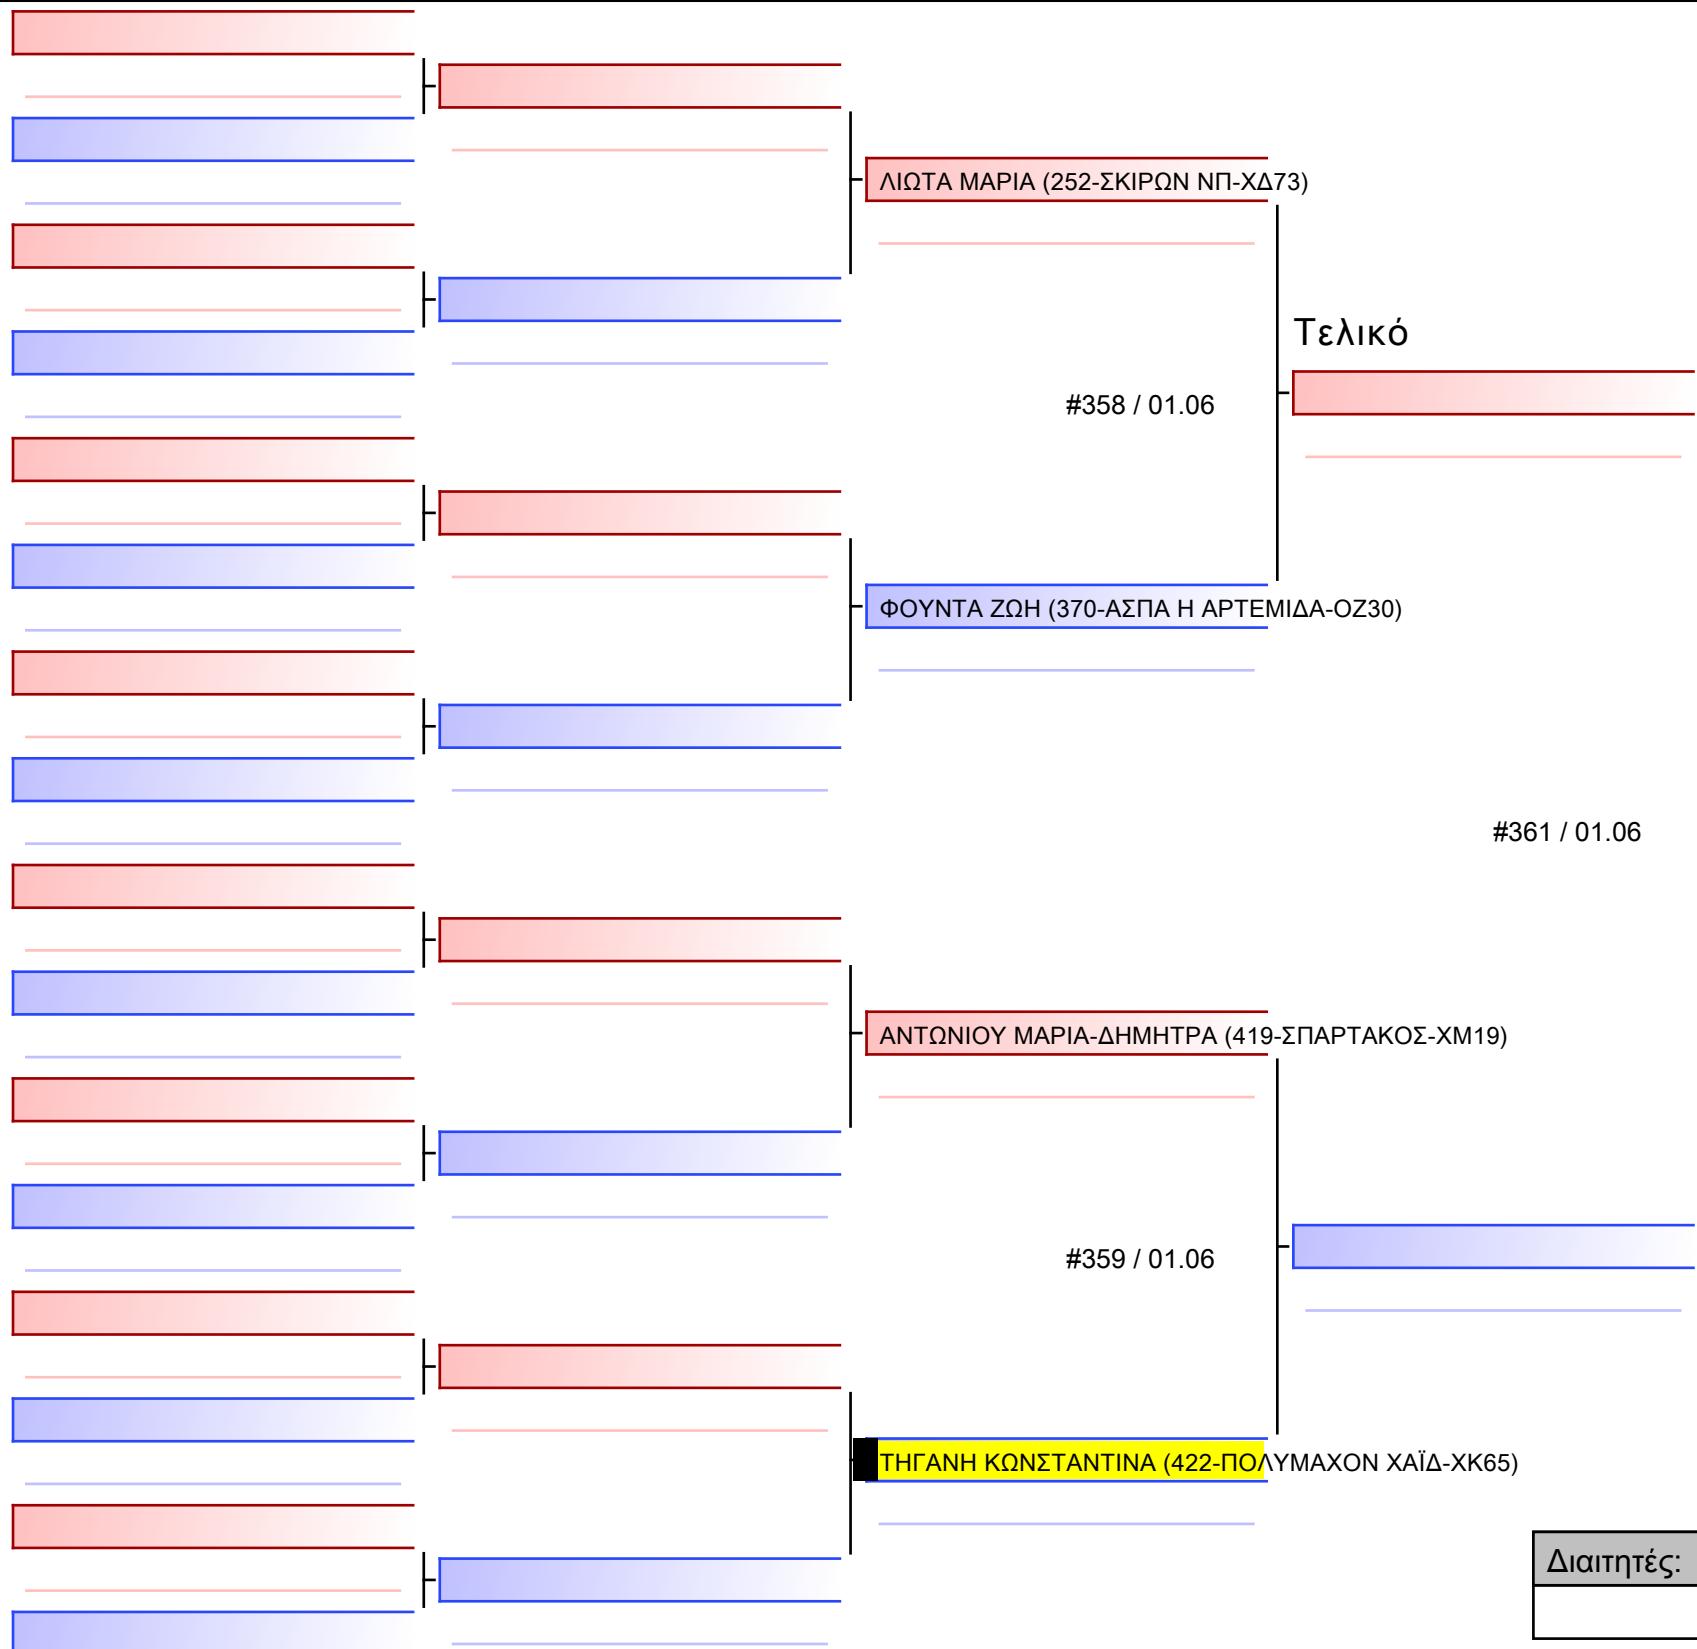 ΛΙΩΤΑ ΜΑΡΙΑ (252-ΣΚΙΡΩΝ ΝΠ-ΧΔ73)
Τελικό
#358 / 01.06
ΦΟΥΝΤΑ ΖΩΗ (370-ΑΣΠΑ Η ΑΡΤΕΜΙΔΑ-ΟΖ30)
#361 / 01.06
ΑΝΤΩΝΙΟΥ ΜΑΡΙΑ-ΔΗΜΗΤΡΑ (419-ΣΠΑΡΤΑΚΟΣ-ΧΜ19)
#359 / 01.06
ΤΗΓΑΝΗ ΚΩΝΣΤΑΝΤΙΝΑ (422-ΠΟΛΥΜΑΧΟΝ ΧΑΪΔ-ΧΚ65)
Διαιτητές: